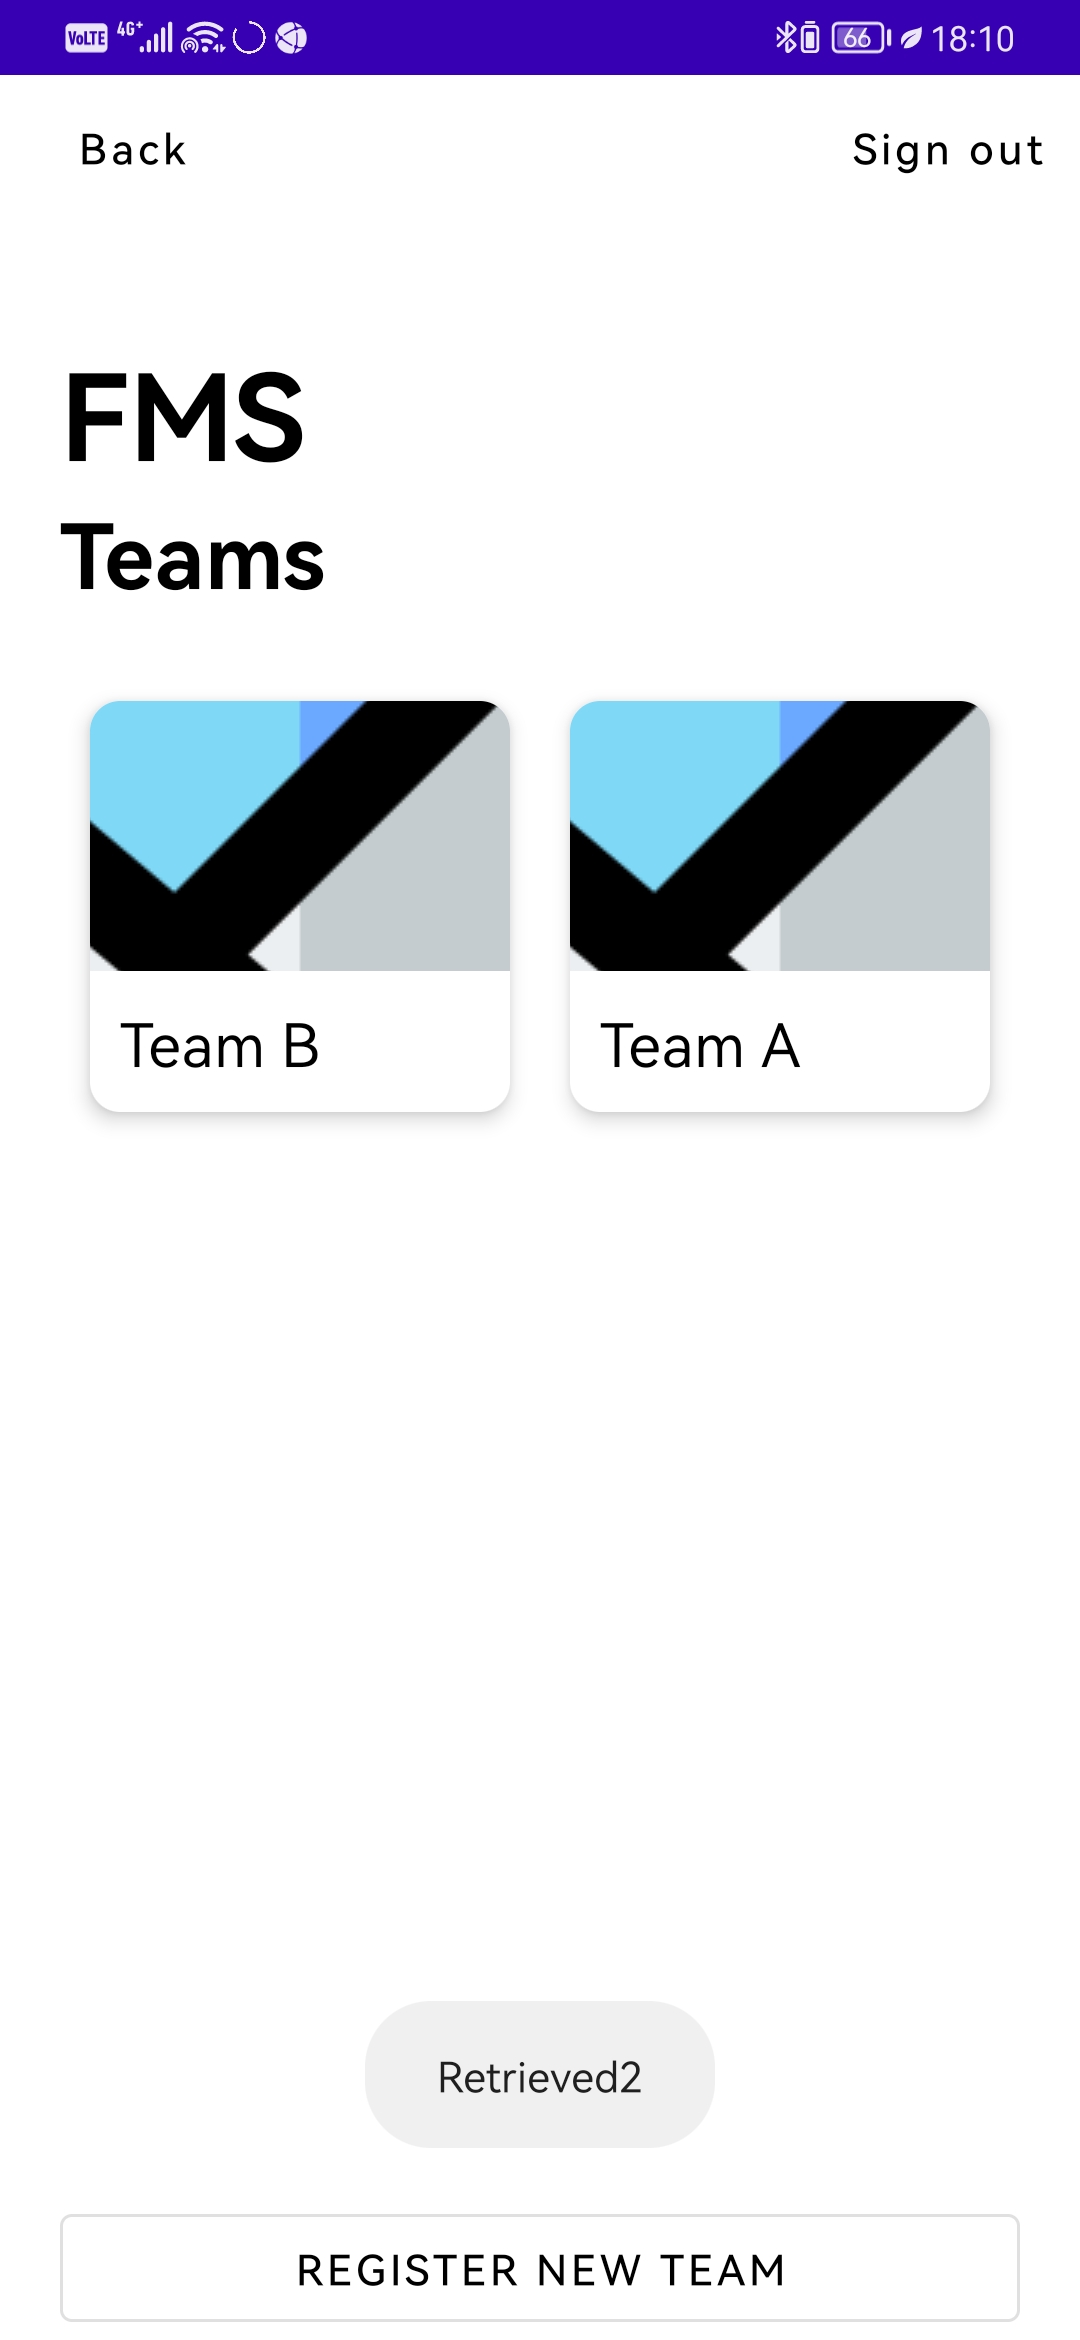 VoLTE 4G+ 66 18:10
Back Sign out
FMS
Teams
Team B Team A
Retrieved2
REGISTER NEW TEAM